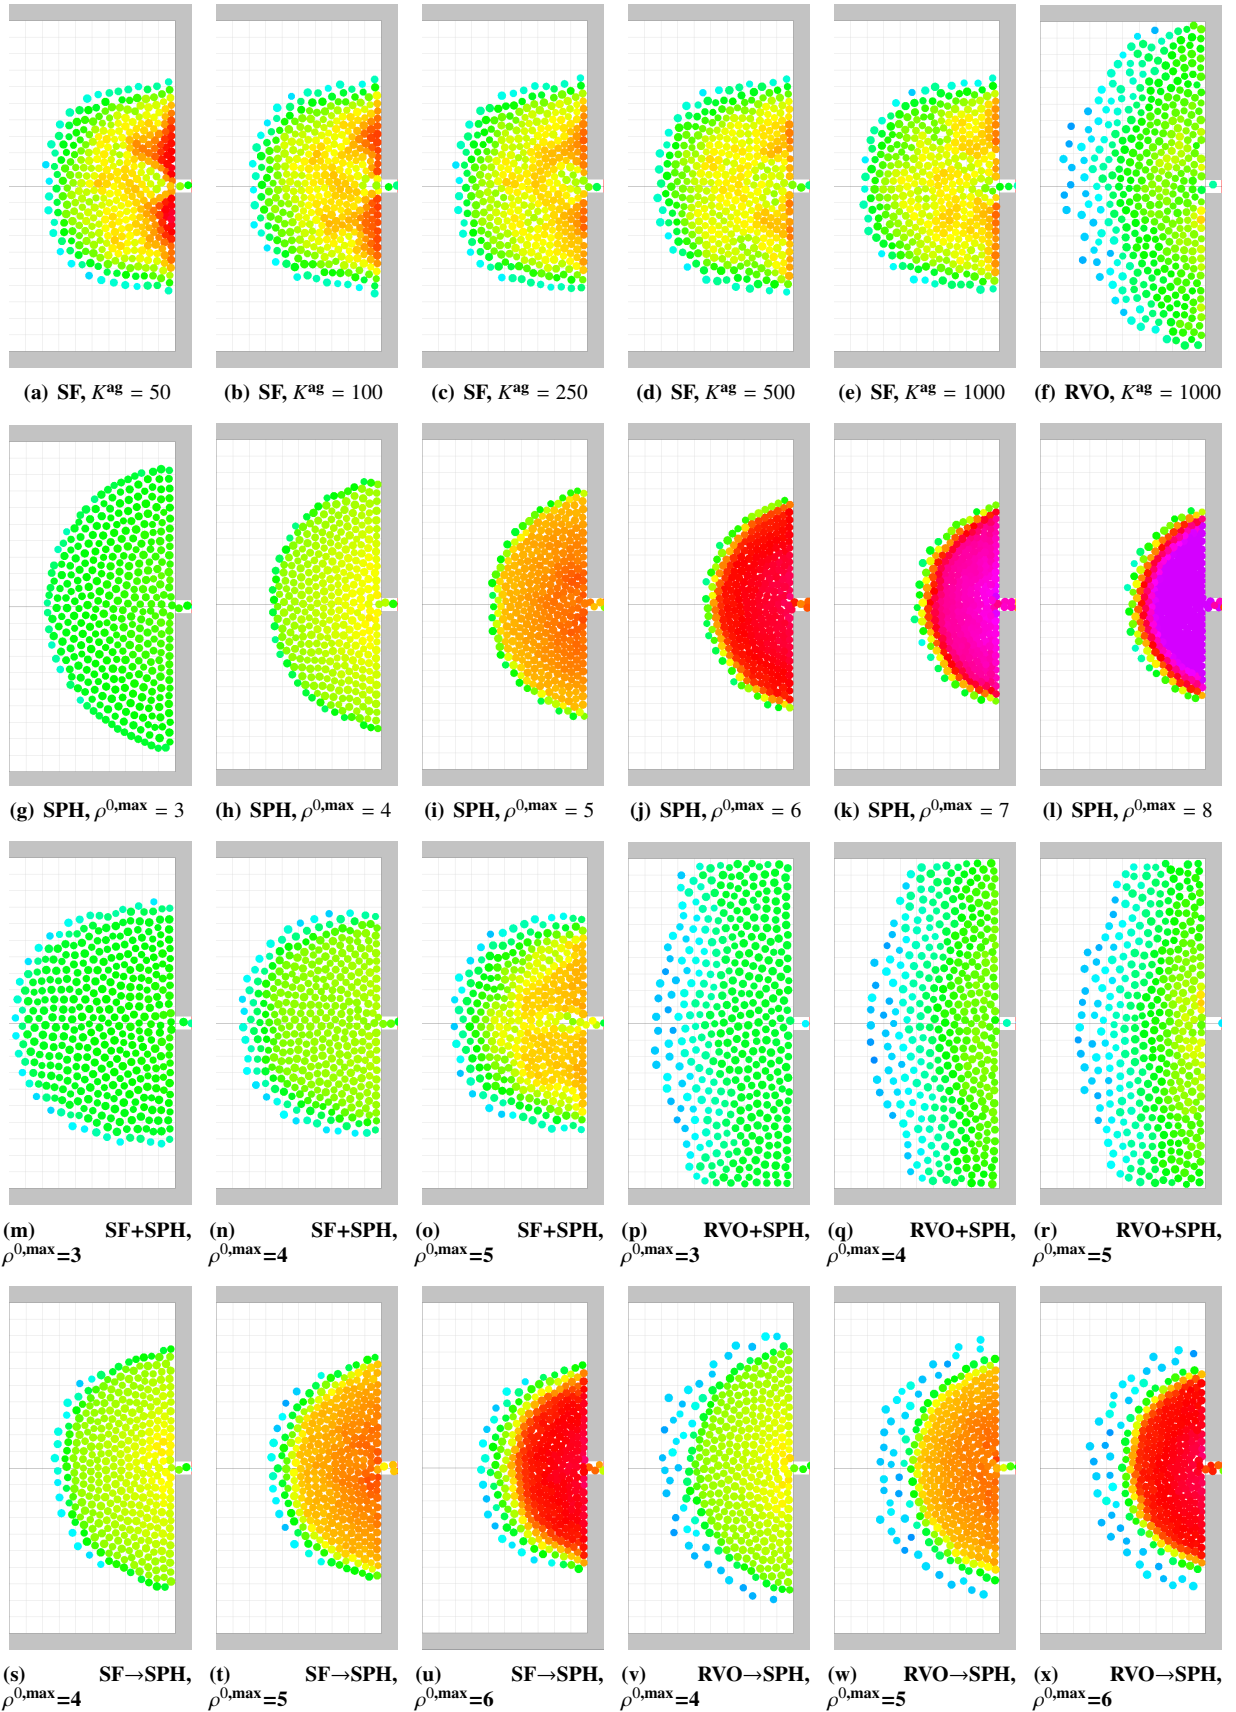 (a) SF, K^ag = 50 (b) SF, K^ag = 100 (c) SF, K^ag = 250 (d) SF, K^ag = 500 (e) SF, K^ag = 1000 (f) RVO, K^ag = 1000
(g) SPH, ρ^0,max = 3 (h) SPH, ρ^0,max = 4 (i) SPH, ρ^0,max = 5 (j) SPH, ρ^0,max = 6 (k) SPH, ρ^0,max = 7 (l) SPH, ρ^0,max = 8
(m) SF+SPH, (n) SF+SPH, (o) SF+SPH, (p) RVO+SPH, (q) RVO+SPH, (r) RVO+SPH,
ρ^0,max=3 ρ^0,max=4 ρ^0,max=5 ρ^0,max=3 ρ^0,max=4 ρ^0,max=5
(s) SF→SPH, (t) SF→SPH, (u) SF→SPH, (v) RVO→SPH, (w) RVO→SPH, (x) RVO→SPH,
ρ^0,max=4 ρ^0,max=5 ρ^0,max=6 ρ^0,max=4 ρ^0,max=5 ρ^0,max=6